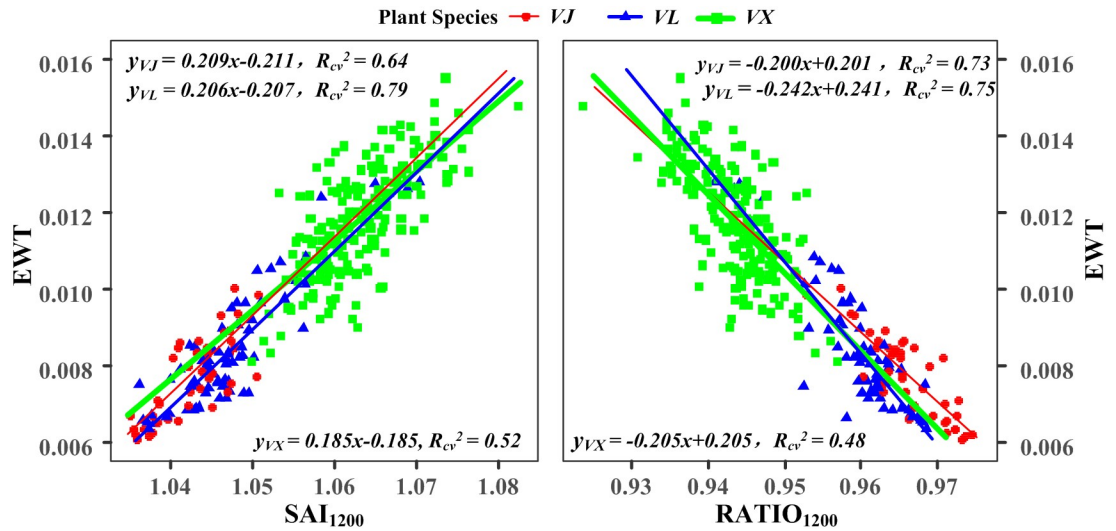 Plant Species VJ VL VX
y_VJ = 0.209x-0.211, R_cv² = 0.64
y_VL = 0.206x-0.207, R_cv² = 0.79
y_VX = 0.185x-0.185, R_cv² = 0.52
0.016
0.014
0.012
0.010
0.008
0.006
EWT
1.04 1.05 1.06 1.07 1.08
SAI₁₂₀₀
y_VJ = -0.200x+0.201, R_cv² = 0.73
y_VL = -0.242x+0.241, R_cv² = 0.75
y_VX = -0.205x+0.205, R_cv² = 0.48
0.016
0.014
0.012
0.010
0.008
0.006
EWT
0.93 0.94 0.95 0.96 0.97
RATIO₁₂₀₀